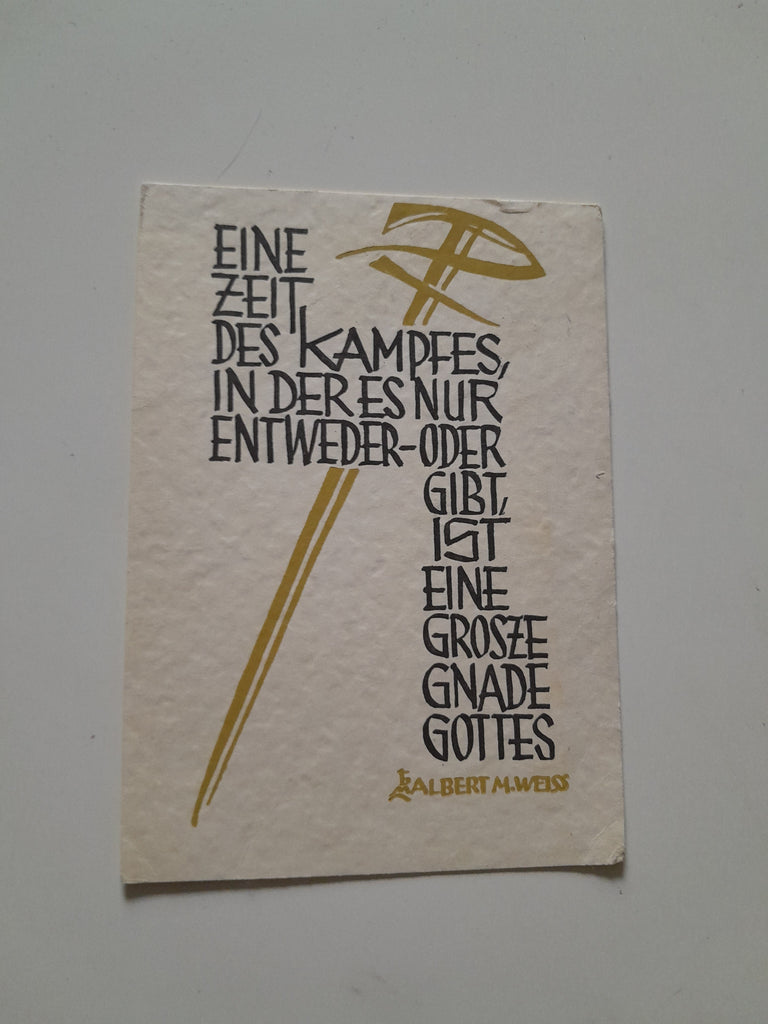 EINE
ZEIT
DES KAMPFES,
IN DER ES NUR
ENTWEDER-ODER
GIBT,
IST
EINE
GROSZE
GNADE
GOTTES
ALBERT M. WEISS